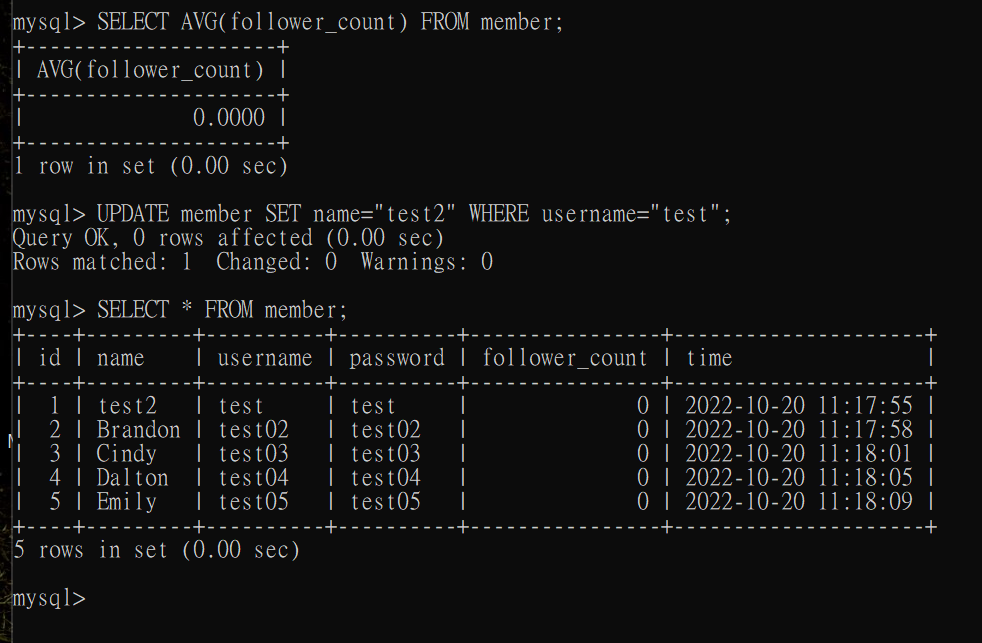 mysql> SELECT AVG(follower_count) FROM member;
+---------------------+
| AVG(follower_count) |
+---------------------+
|              0.0000 |
+---------------------+
1 row in set (0.00 sec)
mysql> UPDATE member SET name="test2" WHERE username="test";
Query OK, 0 rows affected (0.00 sec)
Rows matched: 1  Changed: 0  Warnings: 0
mysql> SELECT * FROM member;
+----+---------+----------+----------+----------------+---------------------+
| id | name    | username | password | follower_count | time                |
+----+---------+----------+----------+----------------+---------------------+
|  1 | test2   | test     | test     |              0 | 2022-10-20 11:17:55 |
|  2 | Brandon | test02   | test02   |              0 | 2022-10-20 11:17:58 |
|  3 | Cindy   | test03   | test03   |              0 | 2022-10-20 11:18:01 |
|  4 | Dalton  | test04   | test04   |              0 | 2022-10-20 11:18:05 |
|  5 | Emily   | test05   | test05   |              0 | 2022-10-20 11:18:09 |
+----+---------+----------+----------+----------------+---------------------+
5 rows in set (0.00 sec)
mysql>